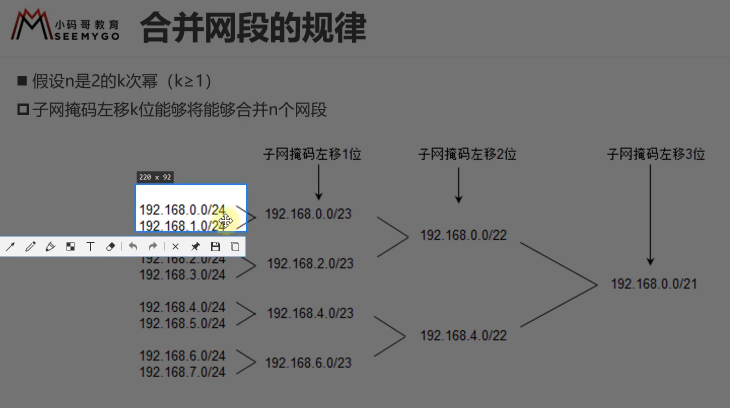 小码哥教育
SEEMYGO
合并网段的规律
假设n是2的k次幂（k≥1）
子网掩码左移k位能够将能够合并n个网段
子网掩码左移1位
子网掩码左移2位
子网掩码左移3位
220 x 92
192.168.0.0/24
192.168.1.0/24
192.168.2.0/24
192.168.3.0/24
192.168.4.0/24
192.168.5.0/24
192.168.6.0/24
192.168.7.0/24
192.168.0.0/23
192.168.2.0/23
192.168.4.0/23
192.168.6.0/23
192.168.0.0/22
192.168.4.0/22
192.168.0.0/21